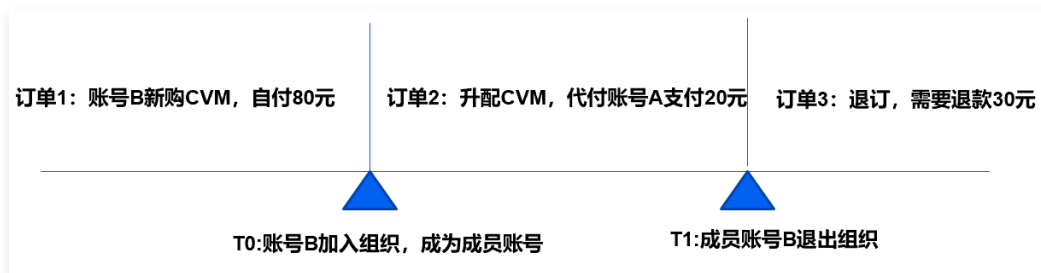 订单1：账号B新购CVM，自付80元
订单2：升配CVM，代付账号A支付20元
订单3：退订，需要退款30元
T0:账号B加入组织，成为成员账号
T1:成员账号B退出组织